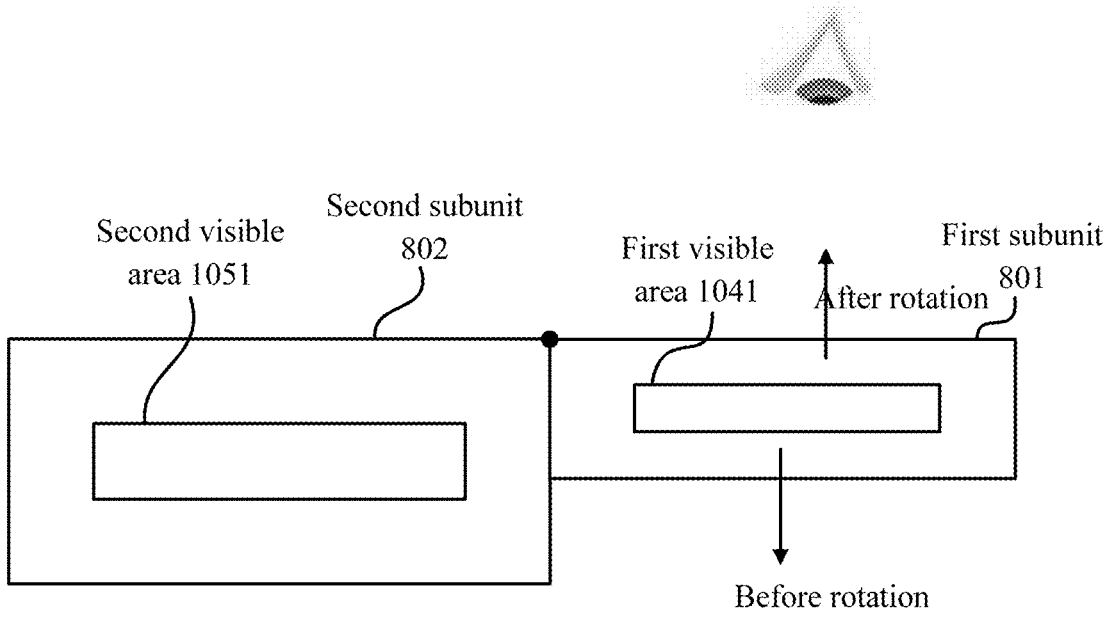 Second subunit
802
Second visible
area 1051
First visible
area 1041
First subunit
801
After rotation
Before rotation